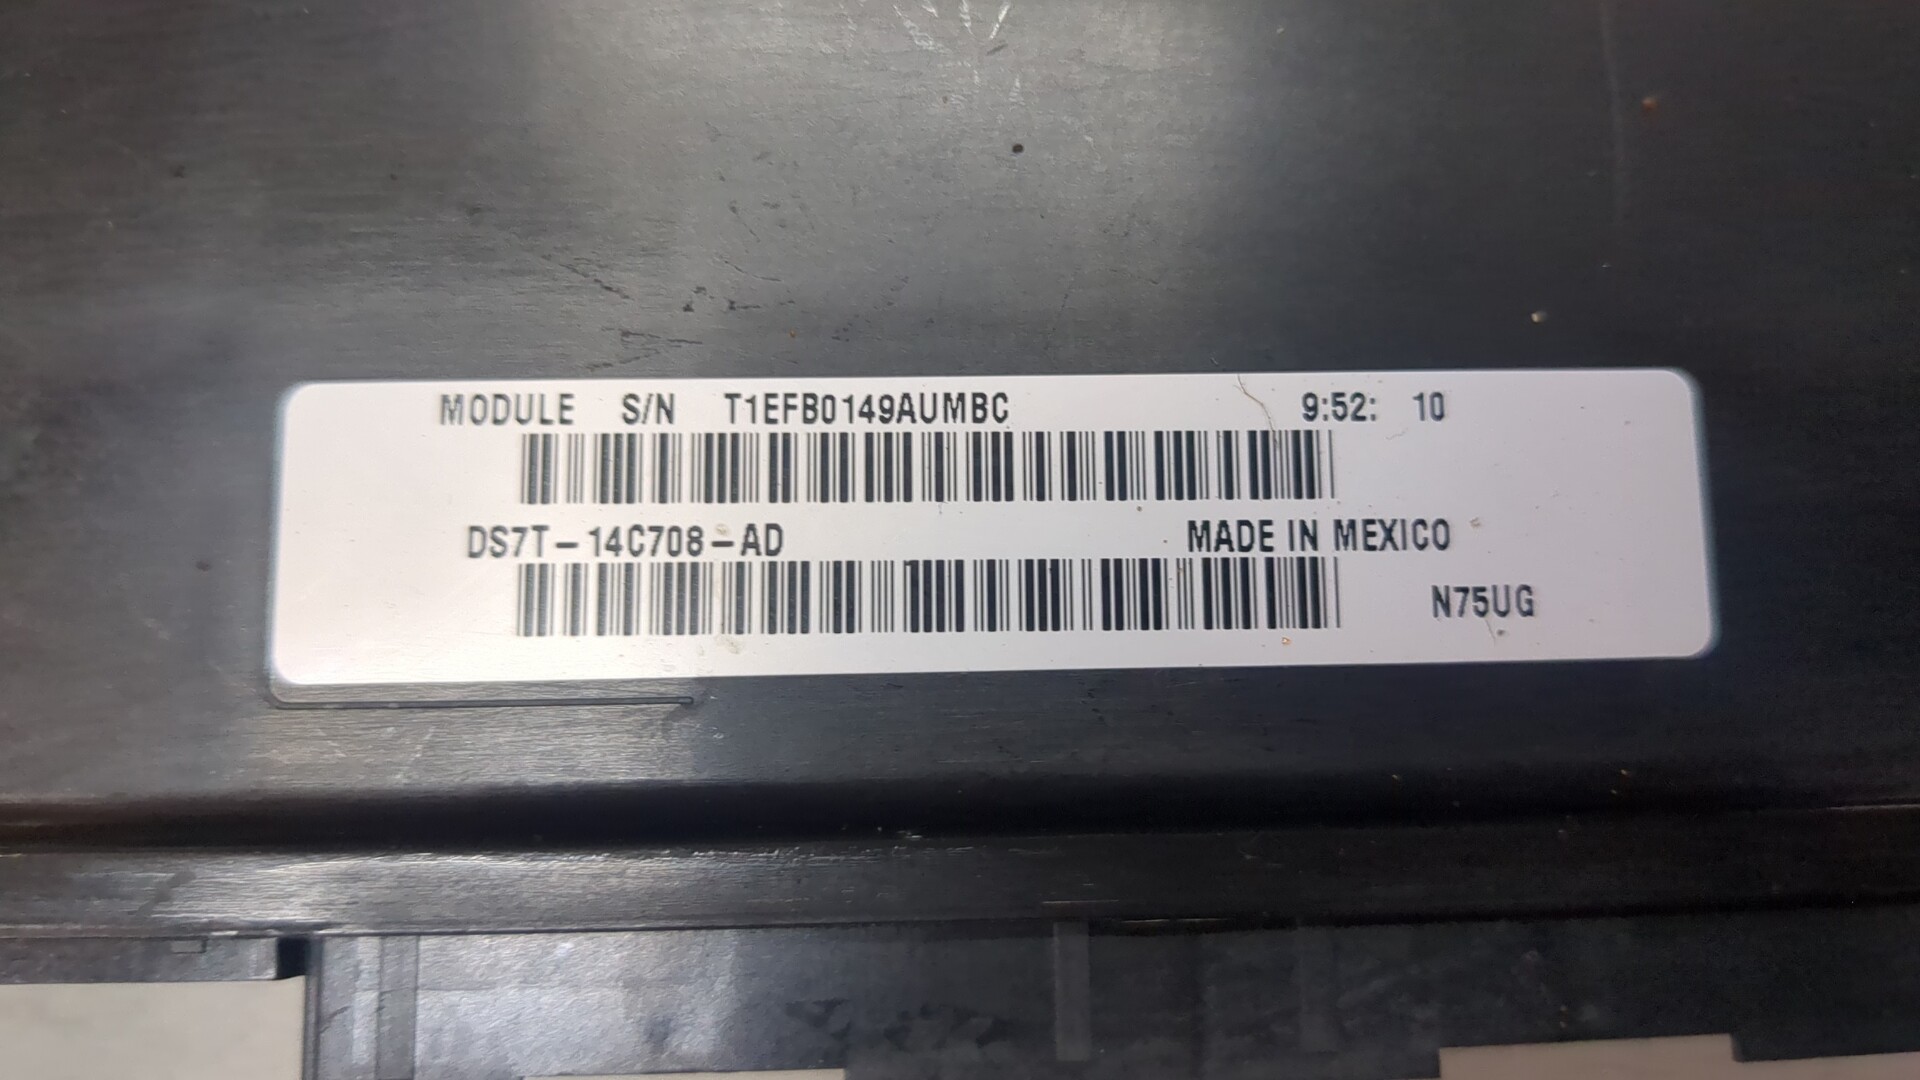 MODULE S/N T1EFB0149AUMBC 9:52: 10
DS7T-14C708-AD MADE IN MEXICO
N75UG